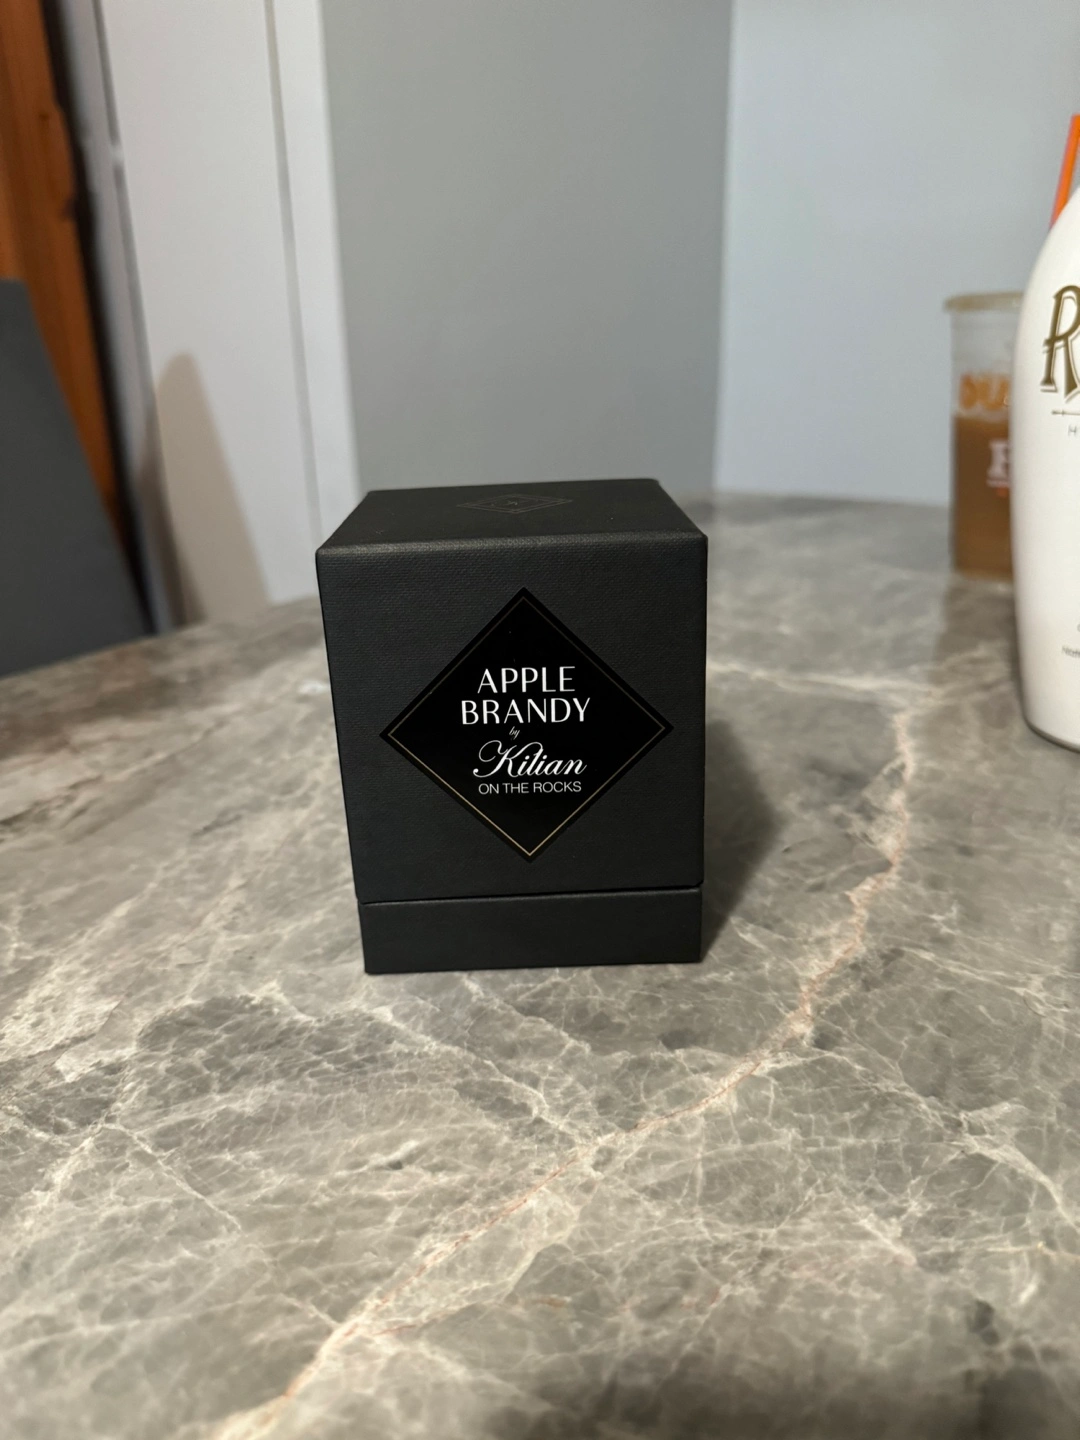 APPLE
BRANDY
by
Kilian
ON THE ROCKS